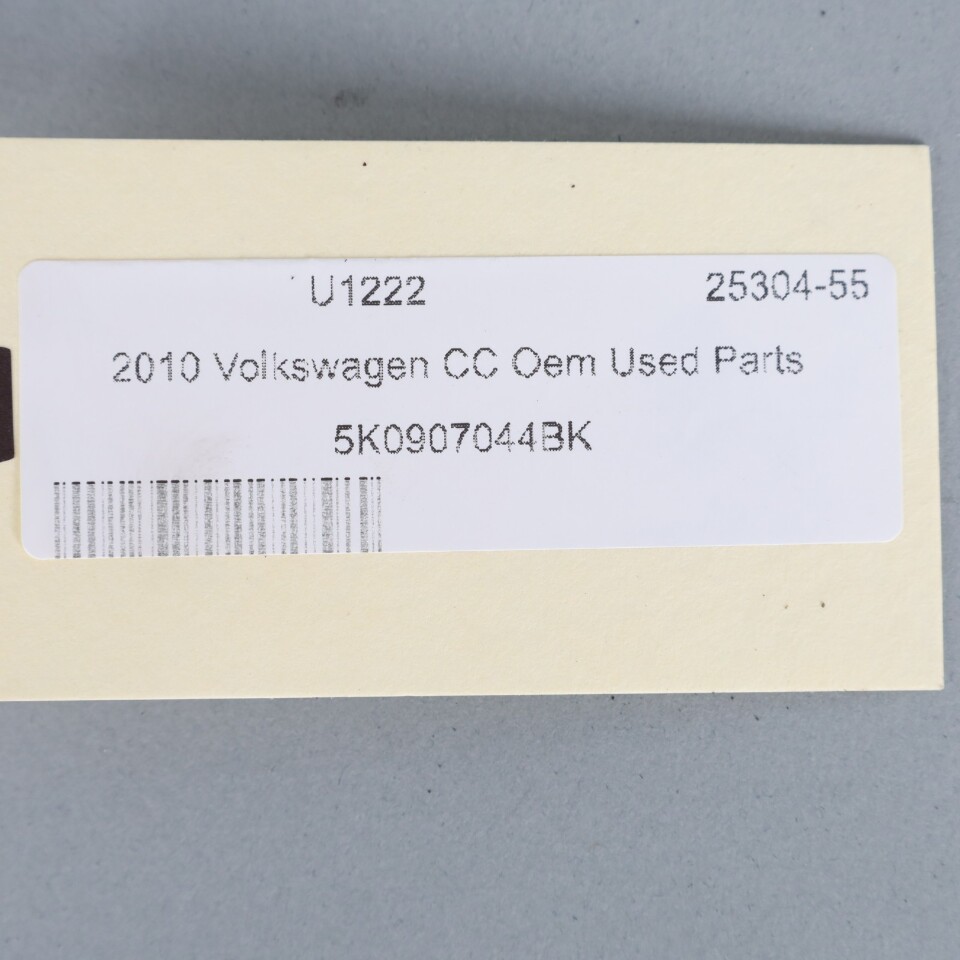 U1222 25304-55
2010 Volkswagen CC Oem Used Parts
5K0907044BK